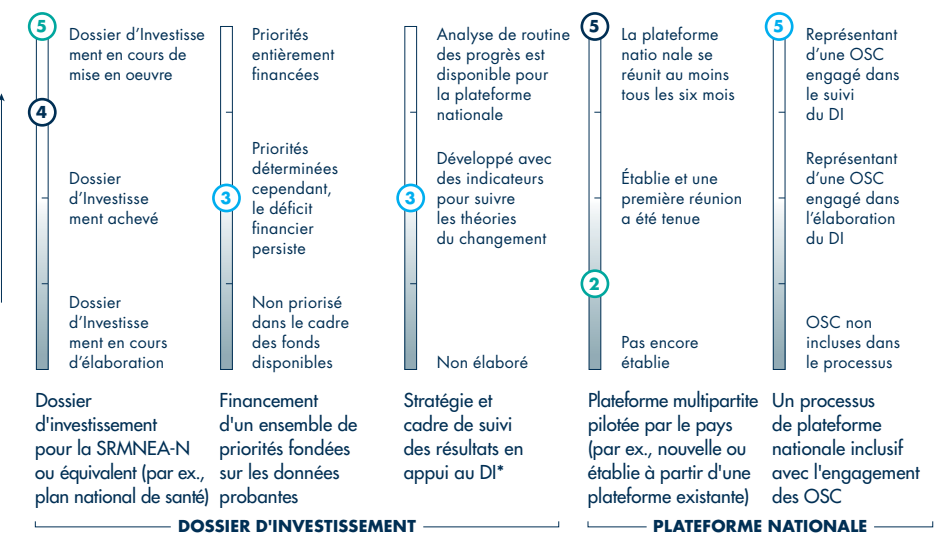 5
Dossier d’Investisse
ment en cours de
mise en oeuvre
4
Dossier
d’Investisse
ment achevé
Dossier
d’Investisse
ment en cours
d’élaboration
Dossier
d'investissement
pour la SRMNEA-N
ou équivalent (par ex.,
plan national de santé)
Priorités
entièrement
financées
Priorités
déterminées
cependant,
le déficit
financier
persiste
3
Non priorisé
dans le cadre
des fonds
disponibles
Financement
d'un ensemble de
priorités fondées
sur les données
probantes
Analyse de routine
des progrès est
disponible pour
la plateforme
nationale
Développé avec
des indicateurs
pour suivre
les théories
du changement
3
Non élaboré
Stratégie et
cadre de suivi
des résultats en
appui au DI*
DOSSIER D'INVESTISSEMENT
5
La plateforme
natio nale se
réunit au moins
tous les six mois
Établie et une
première réunion
a été tenue
2
Pas encore
établie
Plateforme multipartite
pilotée par le pays
(par ex., nouvelle ou
établie à partir d'une
plateforme existante)
5
Représentant
d’une OSC
engagé dans
le suivi
du DI
Représentant
d’une OSC
engagé dans
l’élaboration
du DI
OSC non
incluses dans
le processus
Un processus
de plateforme
nationale inclusif
avec l'engagement
des OSC
PLATEFORME NATIONALE